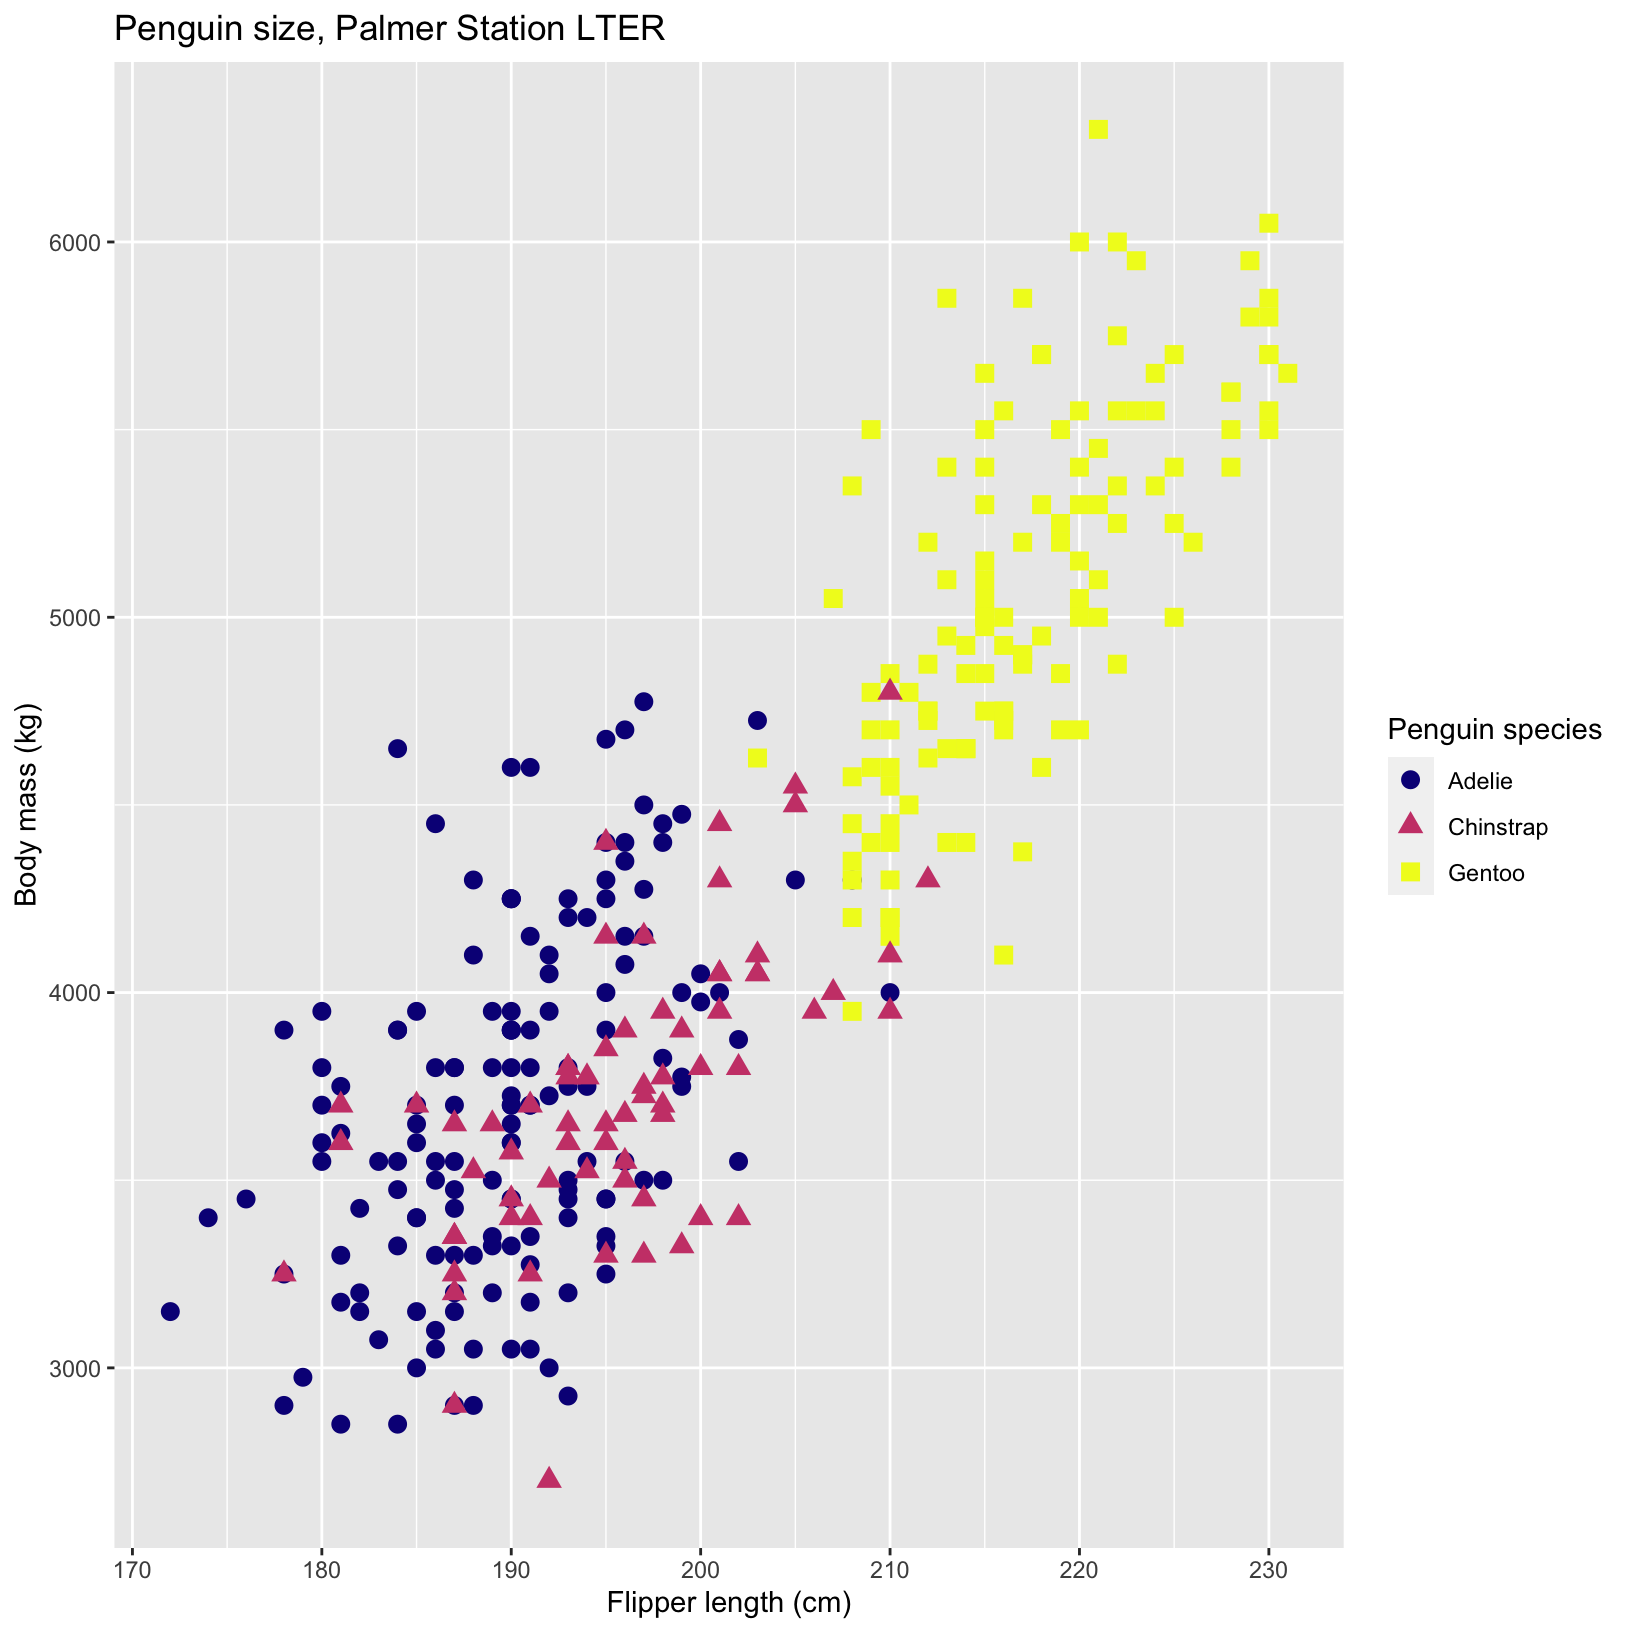 Penguin size, Palmer Station LTER
6000
5000
4000
3000
Body mass (kg)
170 180 190 200 210 220 230
Flipper length (cm)
Penguin species
Adelie
Chinstrap
Gentoo